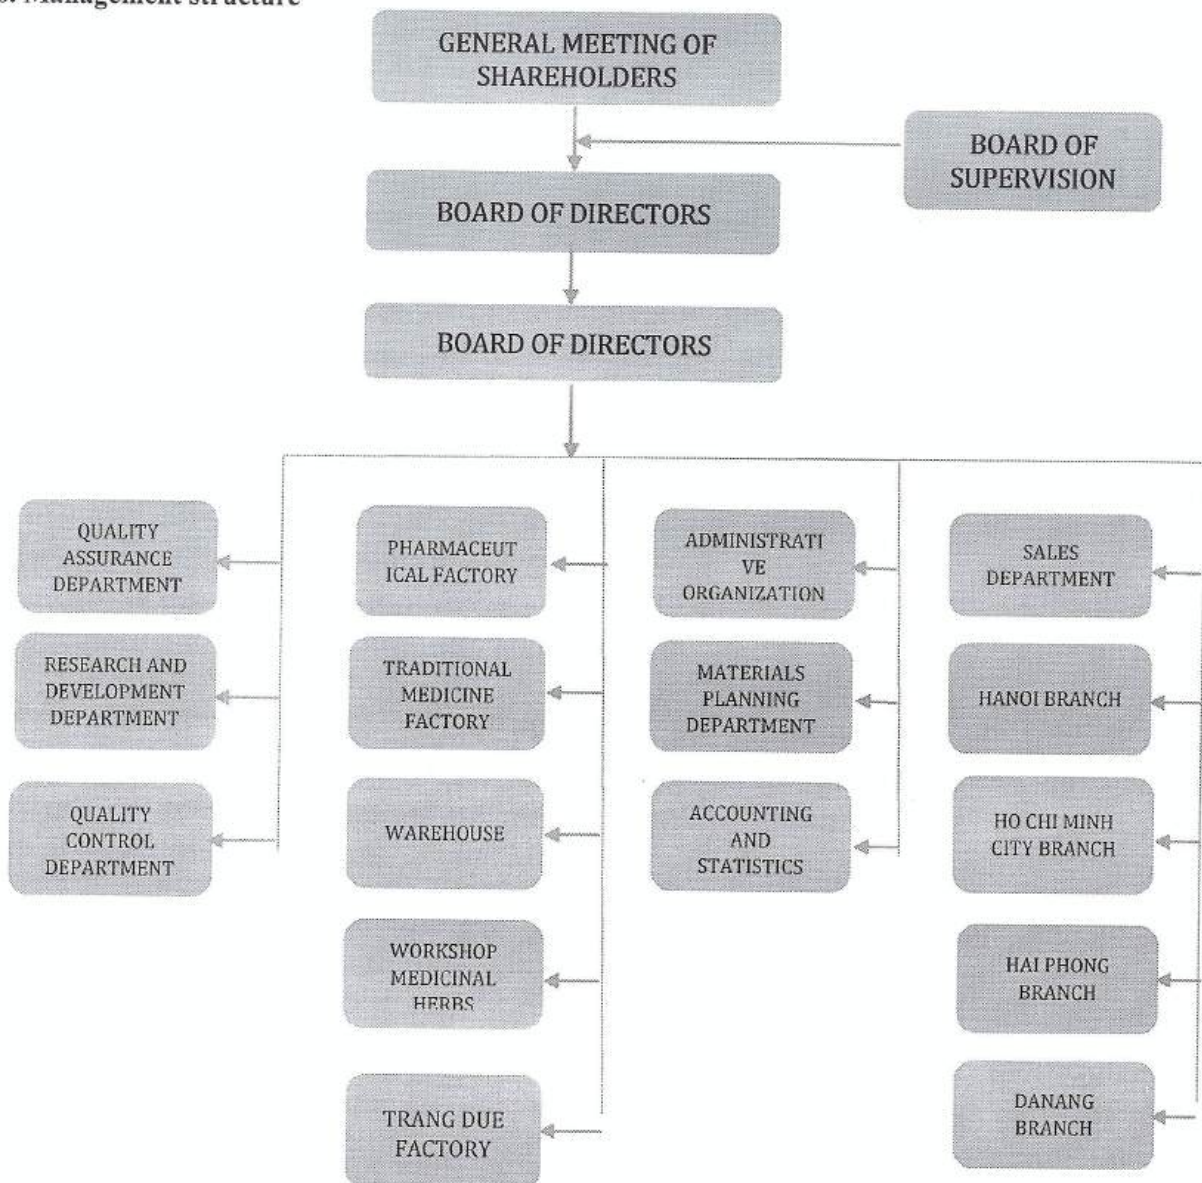 Management structure
GENERAL MEETING OF
SHAREHOLDERS
BOARD OF
SUPERVISION
BOARD OF DIRECTORS
BOARD OF DIRECTORS
QUALITY
ASSURANCE
DEPARTMENT
RESEARCH AND
DEVELOPMENT
DEPARTMENT
QUALITY
CONTROL
DEPARTMENT
PHARMACEUT
ICAL FACTORY
TRADITIONAL
MEDICINE
FACTORY
WAREHOUSE
WORKSHOP
MEDICINAL
HERBS
TRANG DUE
FACTORY
ADMINISTRATI
VE
ORGANIZATION
MATERIALS
PLANNING
DEPARTMENT
ACCOUNTING
AND
STATISTICS
SALES
DEPARTMENT
HANOI BRANCH
HO CHI MINH
CITY BRANCH
HAI PHONG
BRANCH
DANANG
BRANCH